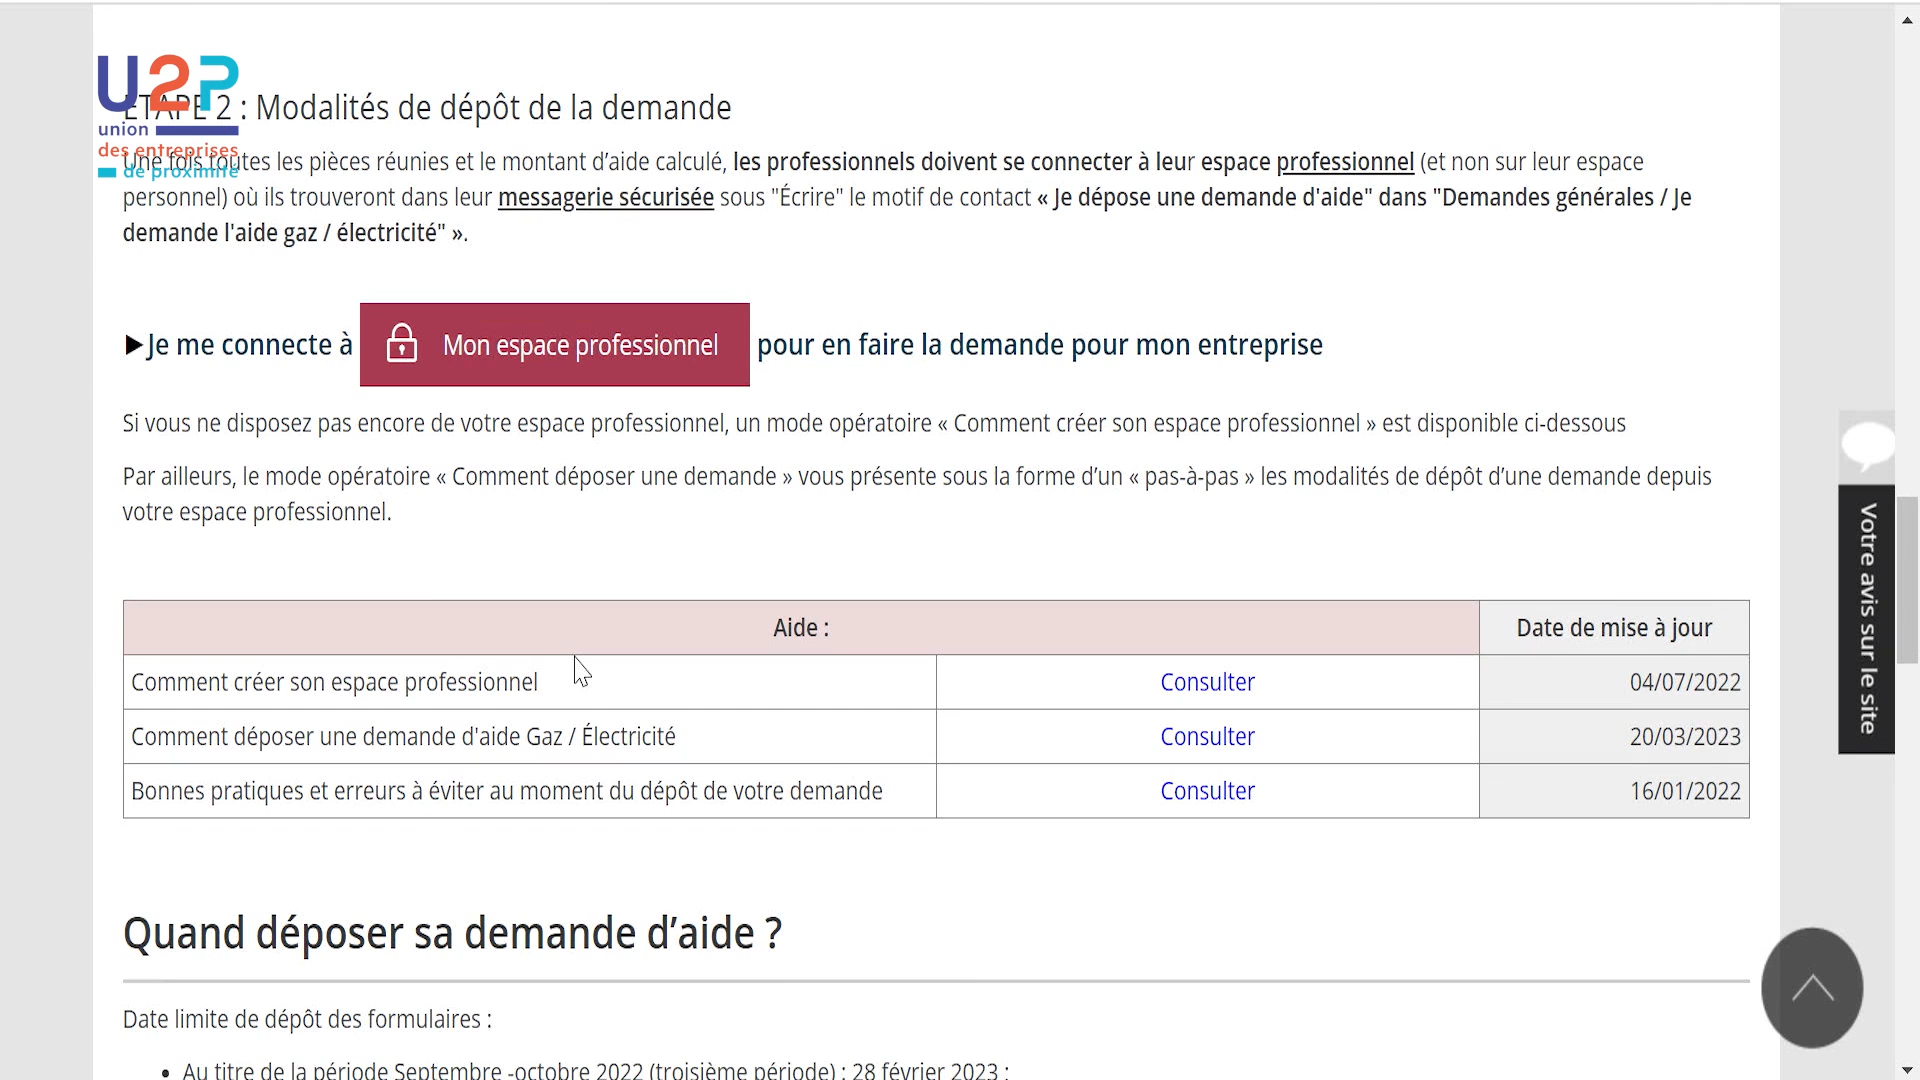 U2P
union
des entreprises
de proximité
ETAPE 2 : Modalités de dépôt de la demande
Une fois toutes les pièces réunies et le montant d’aide calculé, les professionnels doivent se connecter à leur espace professionnel (et non sur leur espace
personnel) où ils trouveront dans leur messagerie sécurisée sous "Écrire" le motif de contact « Je dépose une demande d'aide" dans "Demandes générales / Je
demande l'aide gaz / électricité" ».
Je me connecte à Mon espace professionnel pour en faire la demande pour mon entreprise
Si vous ne disposez pas encore de votre espace professionnel, un mode opératoire « Comment créer son espace professionnel » est disponible ci-dessous
Par ailleurs, le mode opératoire « Comment déposer une demande » vous présente sous la forme d’un « pas-à-pas » les modalités de dépôt d’une demande depuis
votre espace professionnel.
Aide : Date de mise à jour
Comment créer son espace professionnel Consulter 04/07/2022
Comment déposer une demande d'aide Gaz / Électricité Consulter 20/03/2023
Bonnes pratiques et erreurs à éviter au moment du dépôt de votre demande Consulter 16/01/2022
Votre avis sur le site
Quand déposer sa demande d’aide ?
Date limite de dépôt des formulaires :
• Au titre de la période Septembre -octobre 2022 (troisième période) : 28 février 2023 ;